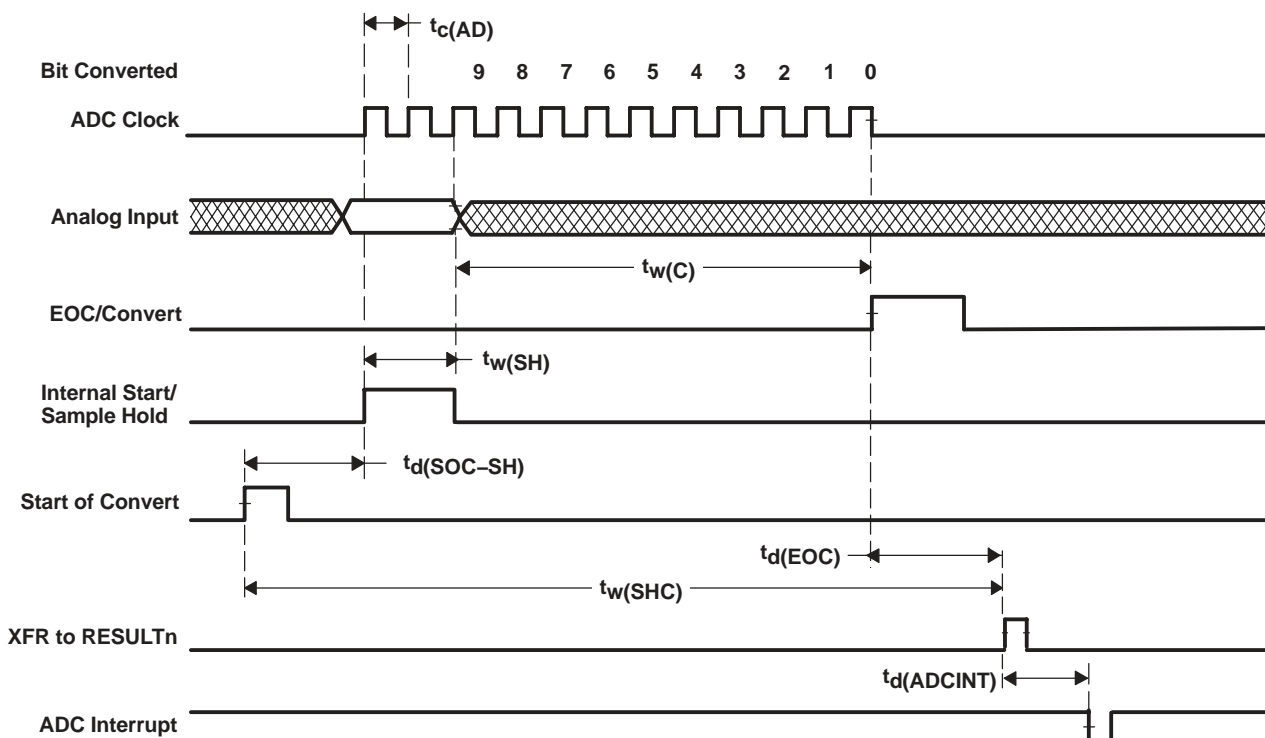 tc(AD)
Bit Converted
9 8 7 6 5 4 3 2 1 0
ADC Clock
Analog Input
tw(C)
EOC/Convert
tw(SH)
Internal Start/
Sample Hold
td(SOC–SH)
Start of Convert
td(EOC)
tw(SHC)
XFR to RESULTn
td(ADCINT)
ADC Interrupt